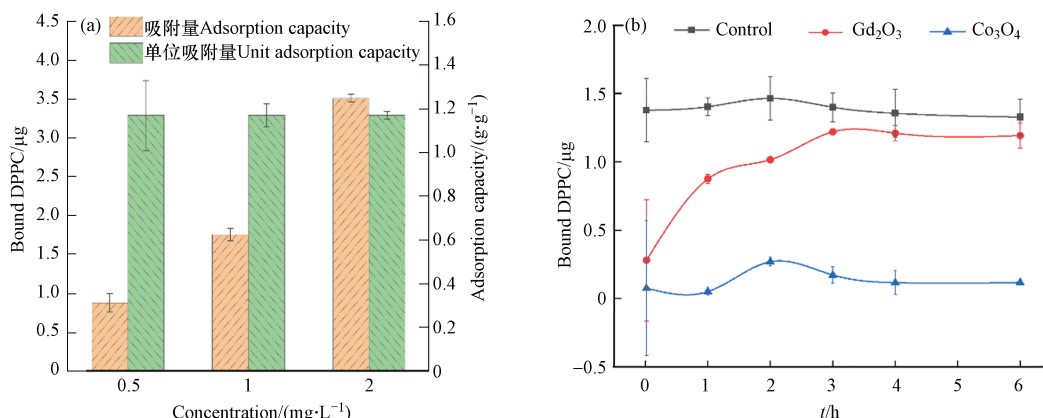 (a)
吸附量Adsorption capacity
单位吸附量Unit adsorption capacity
Bound DPPC/μg
4.5
4.0
3.5
3.0
2.5
2.0
1.5
1.0
0.5
0
Adsorption capacity/(g·g⁻¹)
1.6
1.4
1.2
1.0
0.8
0.6
0.4
0.2
0
0.5 1 2
Concentration/(mg·L⁻¹)
(b)
Control Gd₂O₃ Co₃O₄
Bound DPPC/μg
2.0
1.5
1.0
0.5
0
−0.5
0 1 2 3 4 5 6
t/h